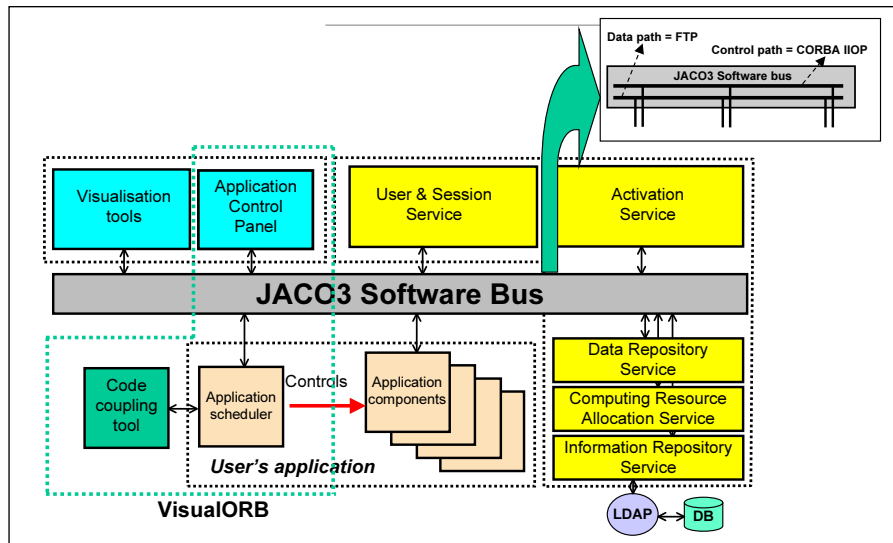 Data path = FTP
Control path = CORBA IIOP
JACO3 Software bus
Visualisation
tools
Application
Control
Panel
User & Session
Service
Activation
Service
JACO3 Software Bus
Code
coupling
tool
Application
scheduler
Controls
Application
components
User's application
VisualORB
Data Repository
Service
Computing Resource
Allocation Service
Information Repository
Service
LDAP
DB